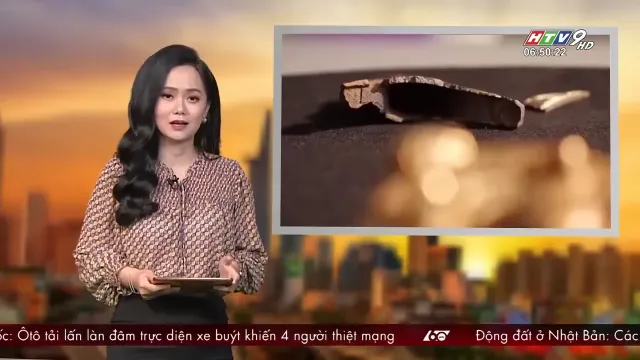 HTV9 HD
06:50:22
ốc: Ôtô tải lấn làn đâm trực diện xe buýt khiến 4 người thiệt mạng
60
Động đất ở Nhật Bản: Các